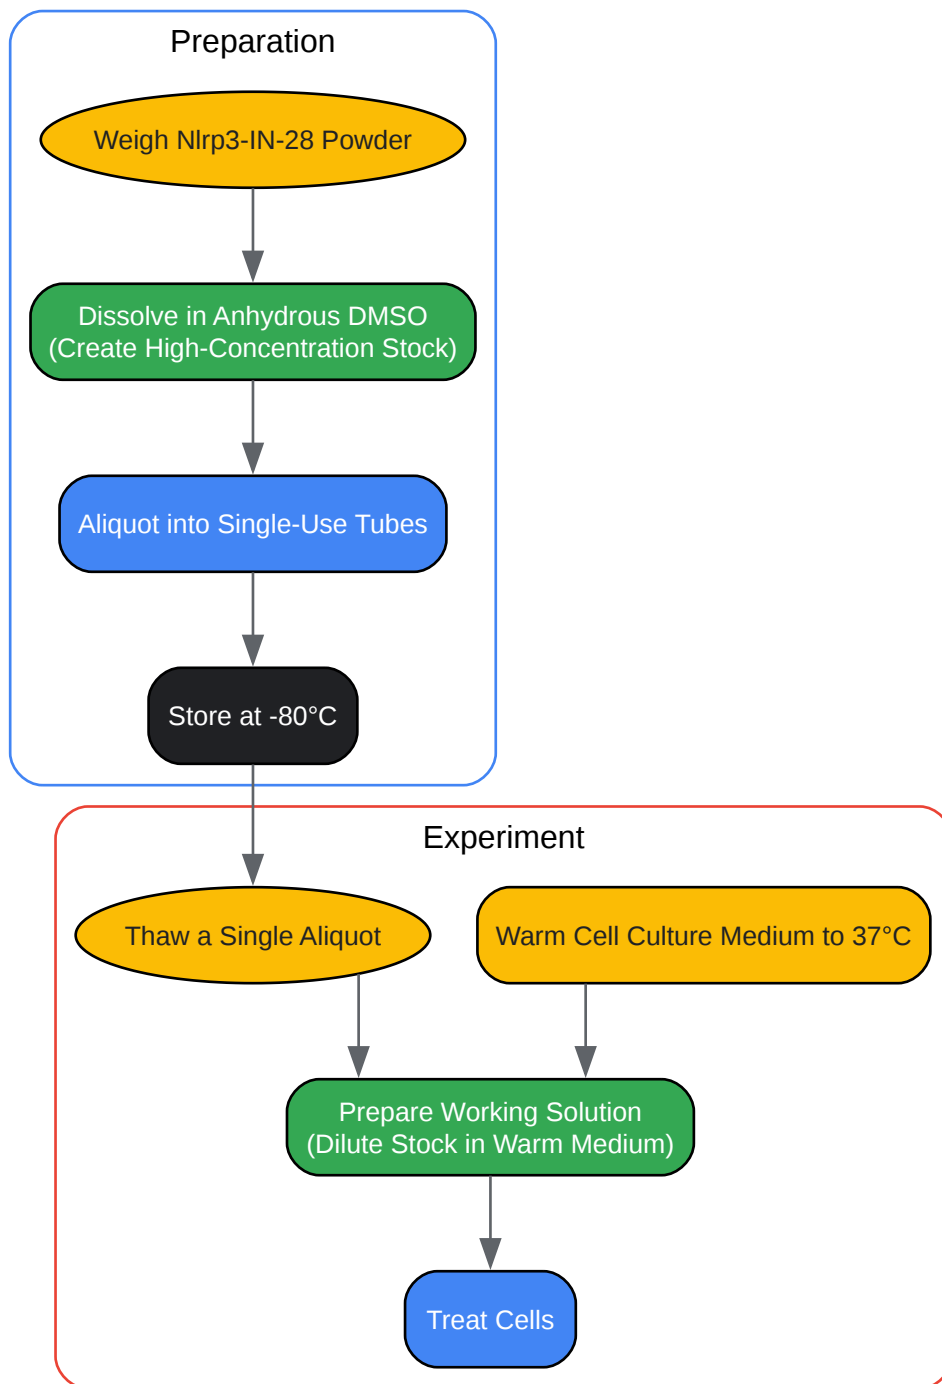 Preparation
Weigh Nlrp3-IN-28 Powder
Dissolve in Anhydrous DMSO
(Create High-Concentration Stock)
Aliquot into Single-Use Tubes
Store at -80°C
Experiment
Thaw a Single Aliquot
Warm Cell Culture Medium to 37°C
Prepare Working Solution
(Dilute Stock in Warm Medium)
Treat Cells